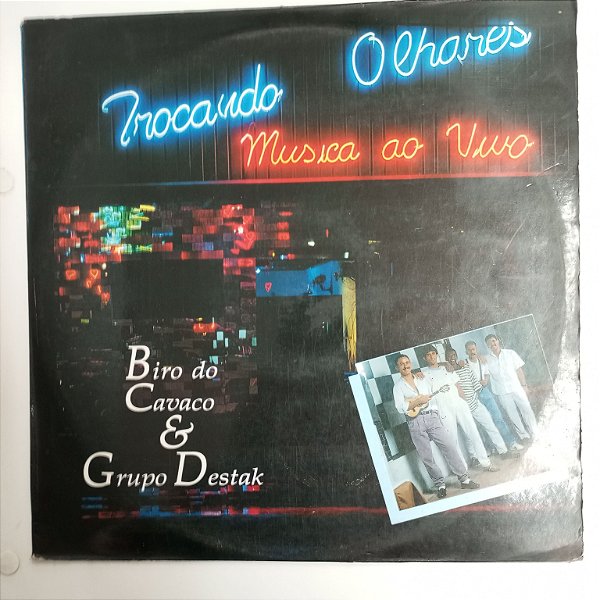 Trocando Olhares
Musica ao Vivo
Biro do
Cavaco
&
Grupo Destak